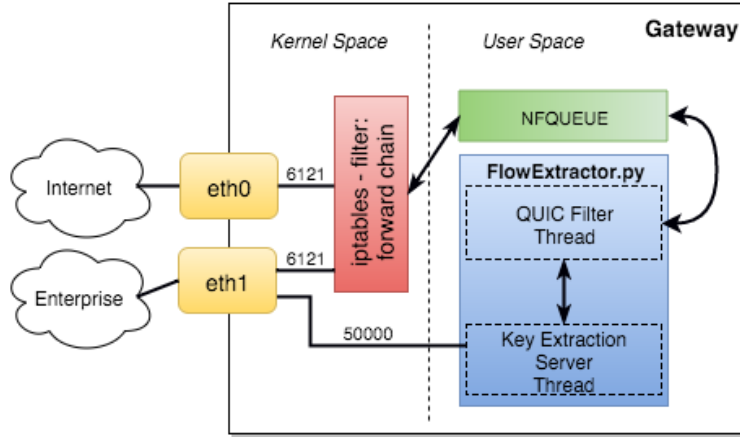 Kernel Space
User Space
Gateway
NFQUEUE
iptables - filter:
forward chain
Internet
eth0
6121
FlowExtractor.py
QUIC Filter
Thread
Enterprise
eth1
6121
50000
Key Extraction
Server
Thread